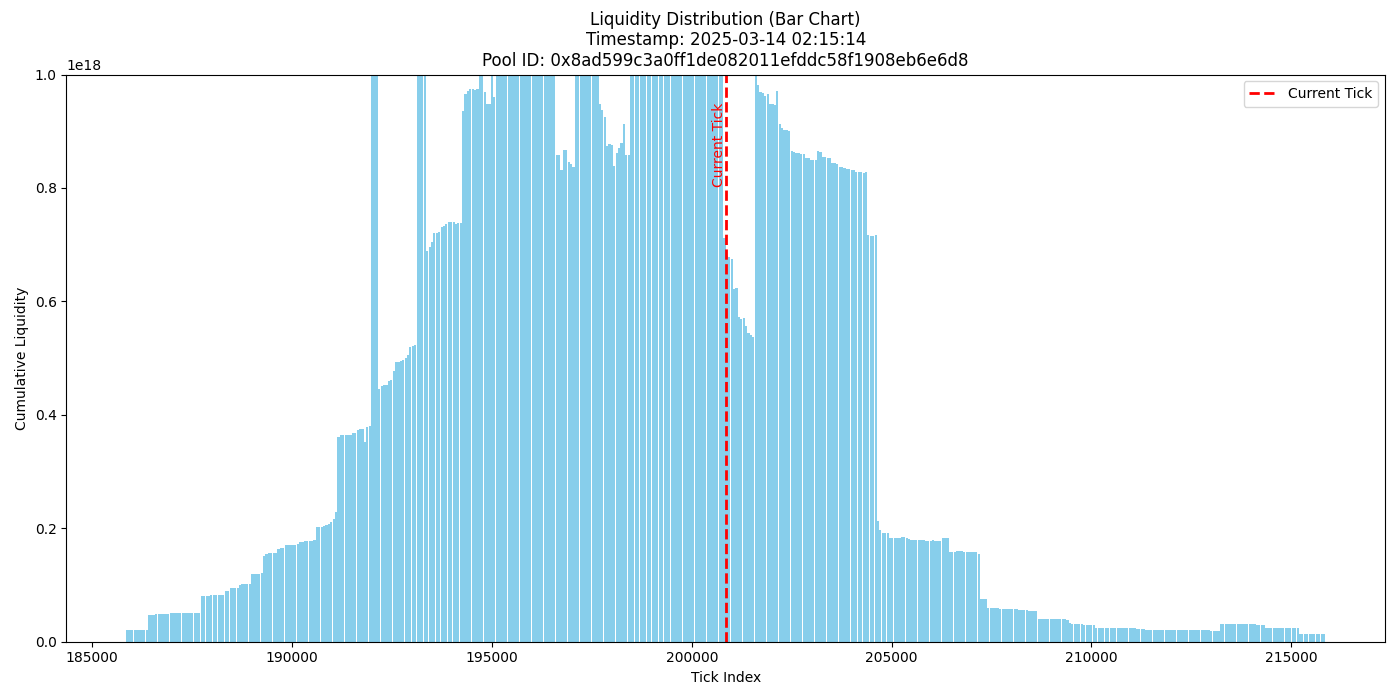 Liquidity Distribution (Bar Chart)
Timestamp: 2025-03-14 02:15:14
Pool ID: 0x8ad599c3a0ff1de082011efddc58f1908eb6e6d8
1e18
1.0
0.8
0.6
0.4
0.2
0.0
Cumulative Liquidity
Current Tick
Current Tick
185000
190000
195000
200000
205000
210000
215000
Tick Index